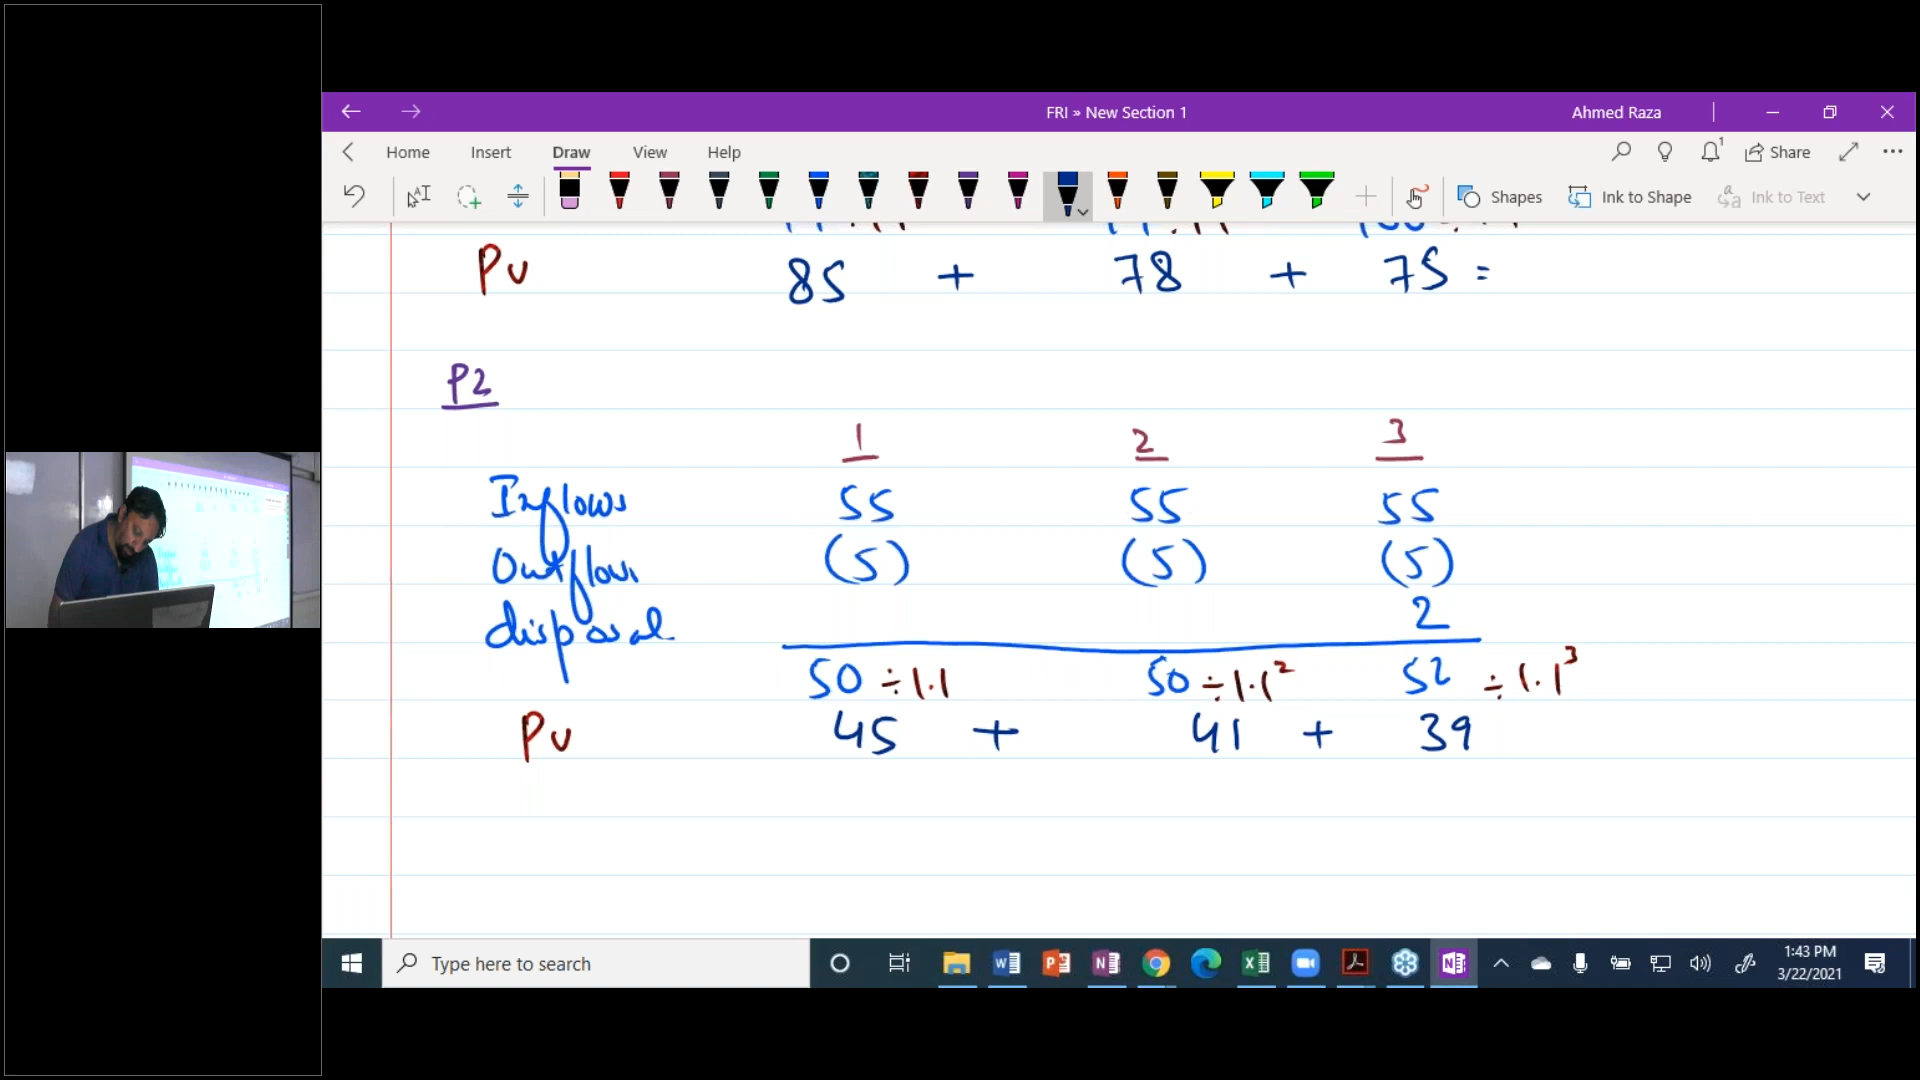 FRI » New Section 1
Ahmed Raza
Home Insert Draw View Help
Share
Shapes Ink to Shape Ink to Text
Pv 85 + 78 + 75 =
P2
1 2 3
Inflows 55 55 55
Outflows (5) (5) (5)
disposal 2
50 ÷1.1 50 ÷1.1² 52 ÷1.1³
Pv 45 + 41 + 39
Type here to search
1:43 PM
3/22/2021